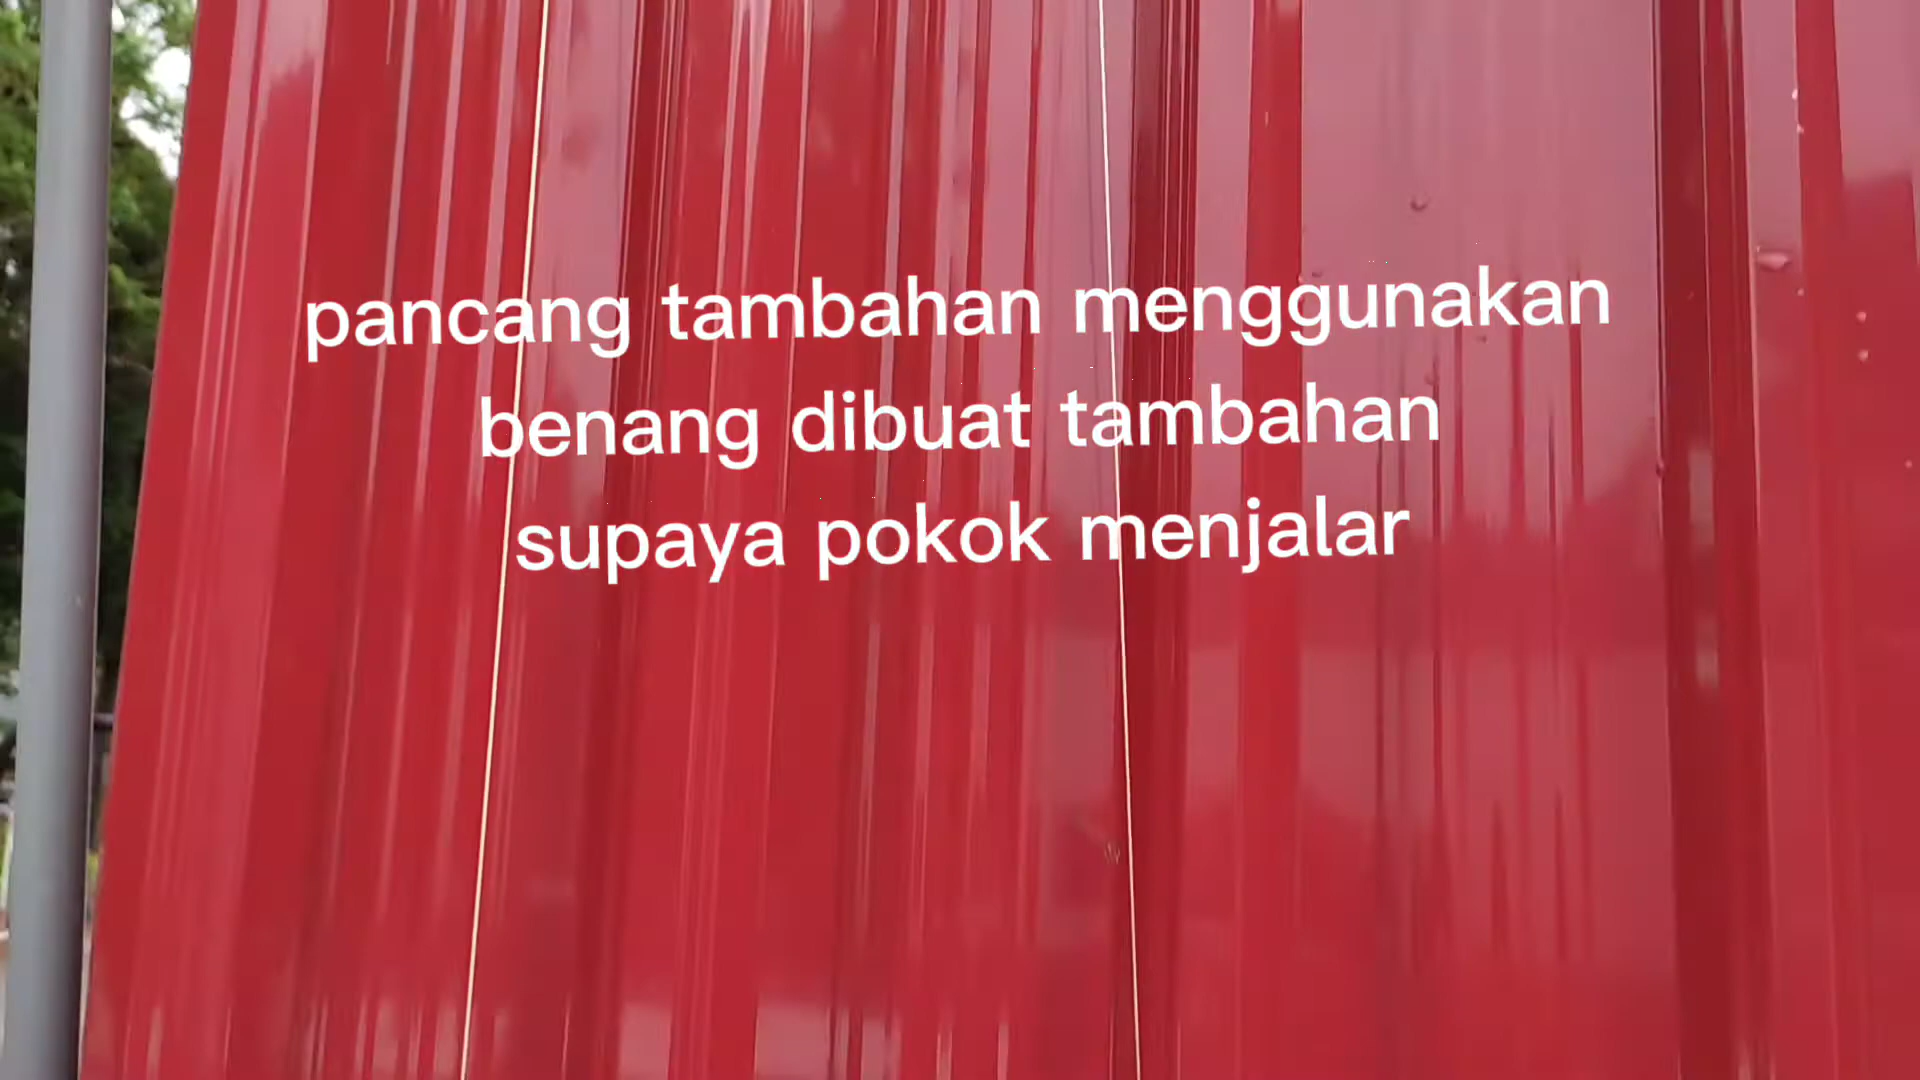 pancang tambahan menggunakan
benang dibuat tambahan
supaya pokok menjalar